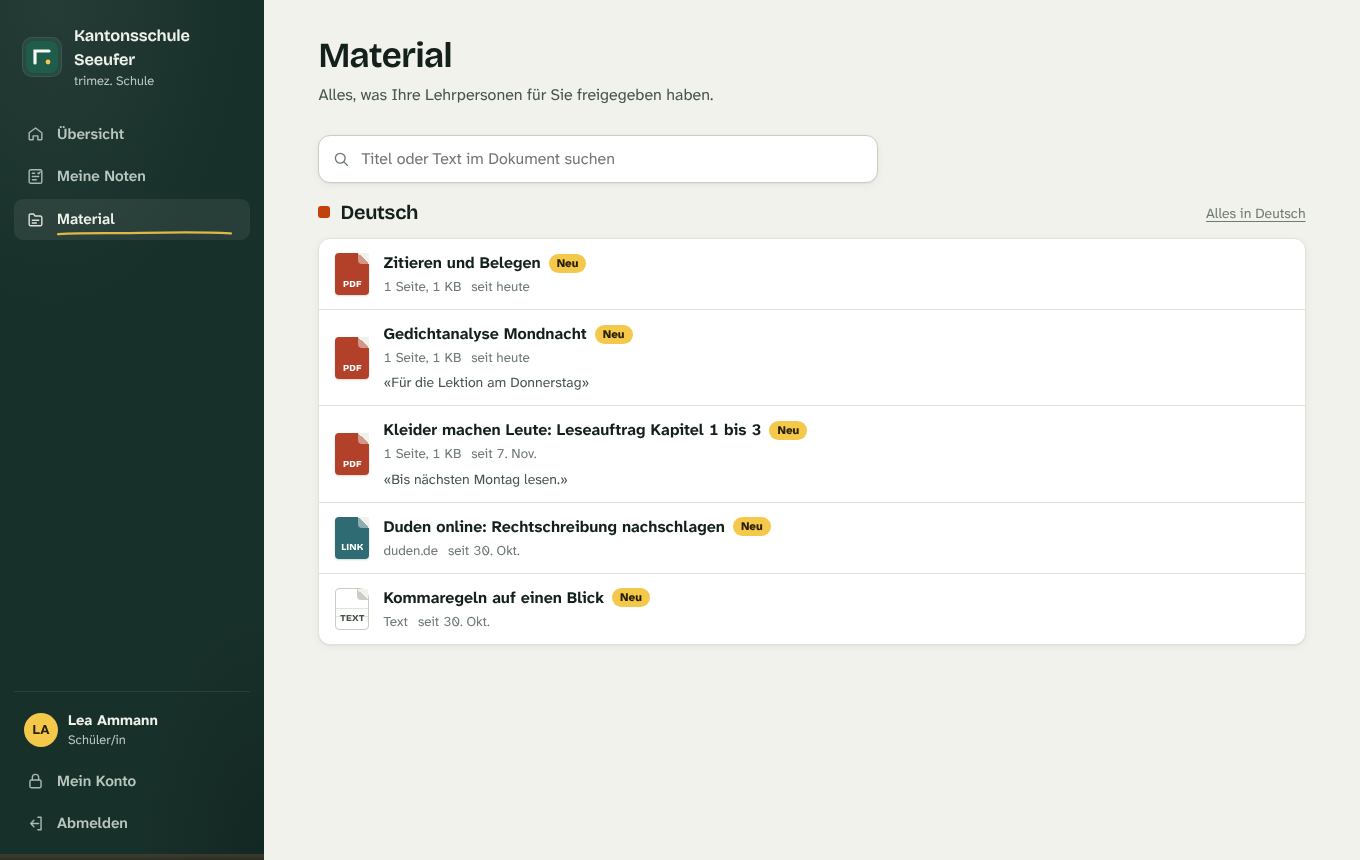 Kantonsschule
Seeufer
trimez. Schule
Übersicht
Meine Noten
Material
Lea Ammann
LA
Schüler/in
Mein Konto
Abmelden
Material
Alles, was Ihre Lehrpersonen für Sie freigegeben haben.
Titel oder Text im Dokument suchen
Deutsch
Alles in Deutsch
PDF
Zitieren und Belegen Neu
1 Seite, 1 KB seit heute
PDF
Gedichtanalyse Mondnacht Neu
1 Seite, 1 KB seit heute
«Für die Lektion am Donnerstag»
PDF
Kleider machen Leute: Leseauftrag Kapitel 1 bis 3 Neu
1 Seite, 1 KB seit 7. Nov.
«Bis nächsten Montag lesen.»
LINK
Duden online: Rechtschreibung nachschlagen Neu
duden.de seit 30. Okt.
TEXT
Kommaregeln auf einen Blick Neu
Text seit 30. Okt.